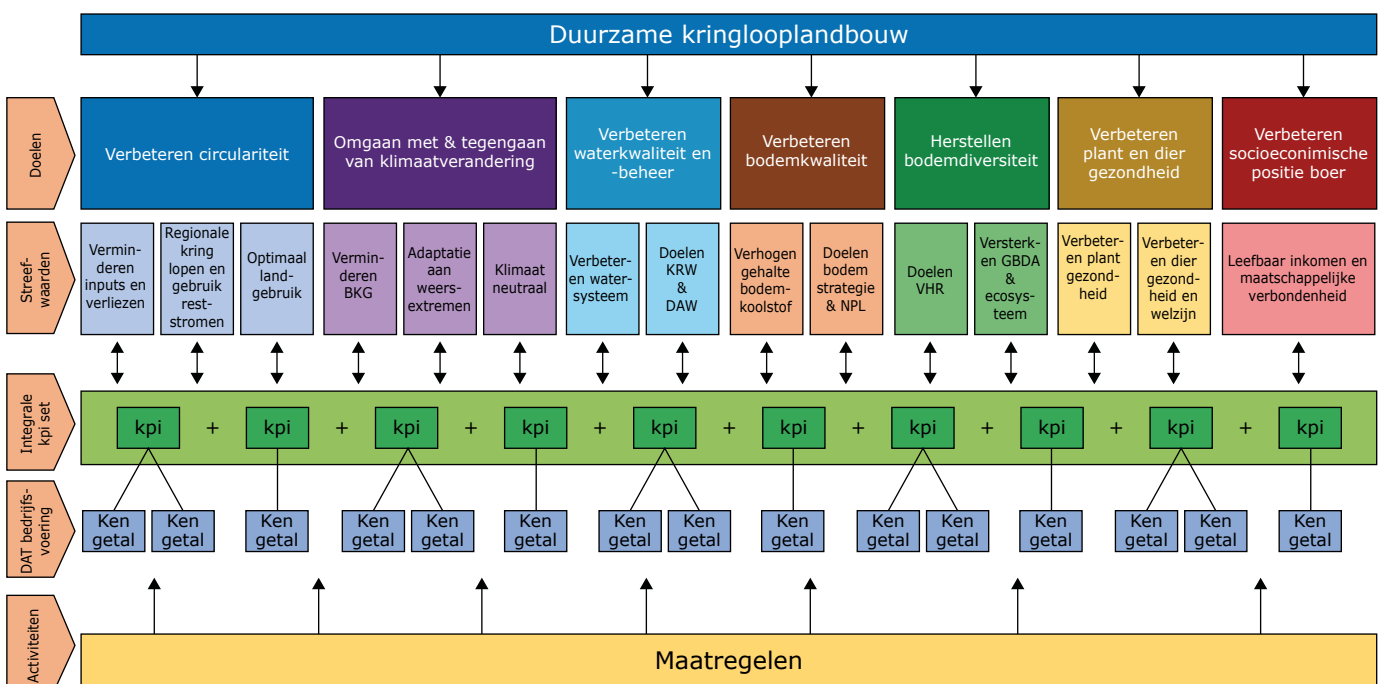 Duurzame kringlooplandbouw
Doelen
Verbeteren circulariteit
Omgaan met & tegengaan
van klimaatverandering
Verbeteren
waterkwaliteit en
-beheer
Verbeteren
bodemkwaliteit
Herstellen
bodemdiversiteit
Verbeteren
plant en dier
gezondheid
Verbeteren
socioeconimische
positie boer
Streef-
waarden
Vermin-
deren
inputs en
verliezen
Regionale
kring
lopen en
gebruik
rest-
stromen
Optimaal
land-
gebruik
Vermin-
deren
BKG
Adaptatie
aan
weers-
extremen
Klimaat
neutraal
Verbeter-
en water-
systeem
Doelen
KRW
&
DAW
Verhogen
gehalte
bodem-
koolstof
Doelen
bodem
strategie
& NPL
Doelen
VHR
Versterk-
en GBDA
&
ecosys-
teem
Verbeter-
en plant
gezond-
heid
Verbeter-
en dier
gezond-
heid en
welzijn
Leefbaar inkomen en
maatschappelijke
verbondenheid
Integrale
kpi set
kpi + kpi + kpi + kpi + kpi + kpi + kpi + kpi + kpi + kpi
DAT bedrijfs-
voering
Ken
getal
Ken
getal
Ken
getal
Ken
getal
Ken
getal
Ken
getal
Ken
getal
Ken
getal
Ken
getal
Ken
getal
Ken
getal
Ken
getal
Ken
getal
Ken
getal
Ken
getal
Activiteiten
Maatregelen